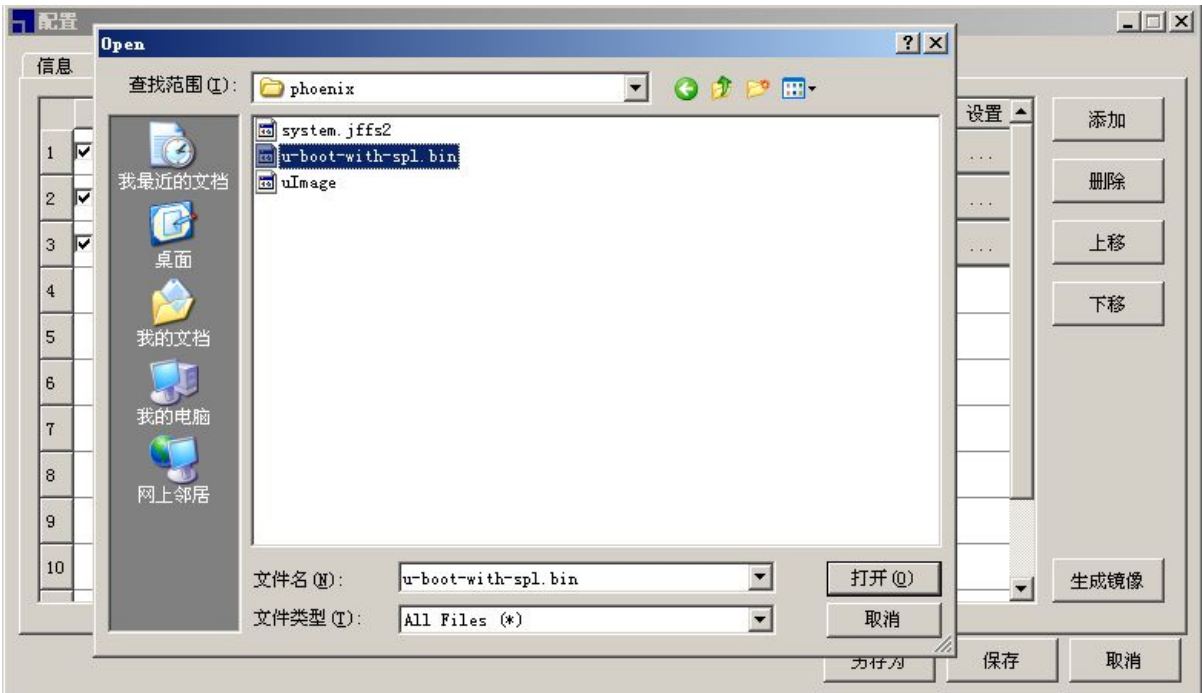 配置
Open
信息
查找范围(I):
phoenix
system.jffs2
u-boot-with-spl.bin
uImage
我最近的文档
桌面
我的文档
我的电脑
网上邻居
设置
1
...
2
...
3
...
4
5
6
7
8
9
10
添加
删除
上移
下移
生成镜像
文件名(N):
u-boot-with-spl.bin
打开(O)
文件类型(T):
All Files (*)
取消
另存为
保存
取消